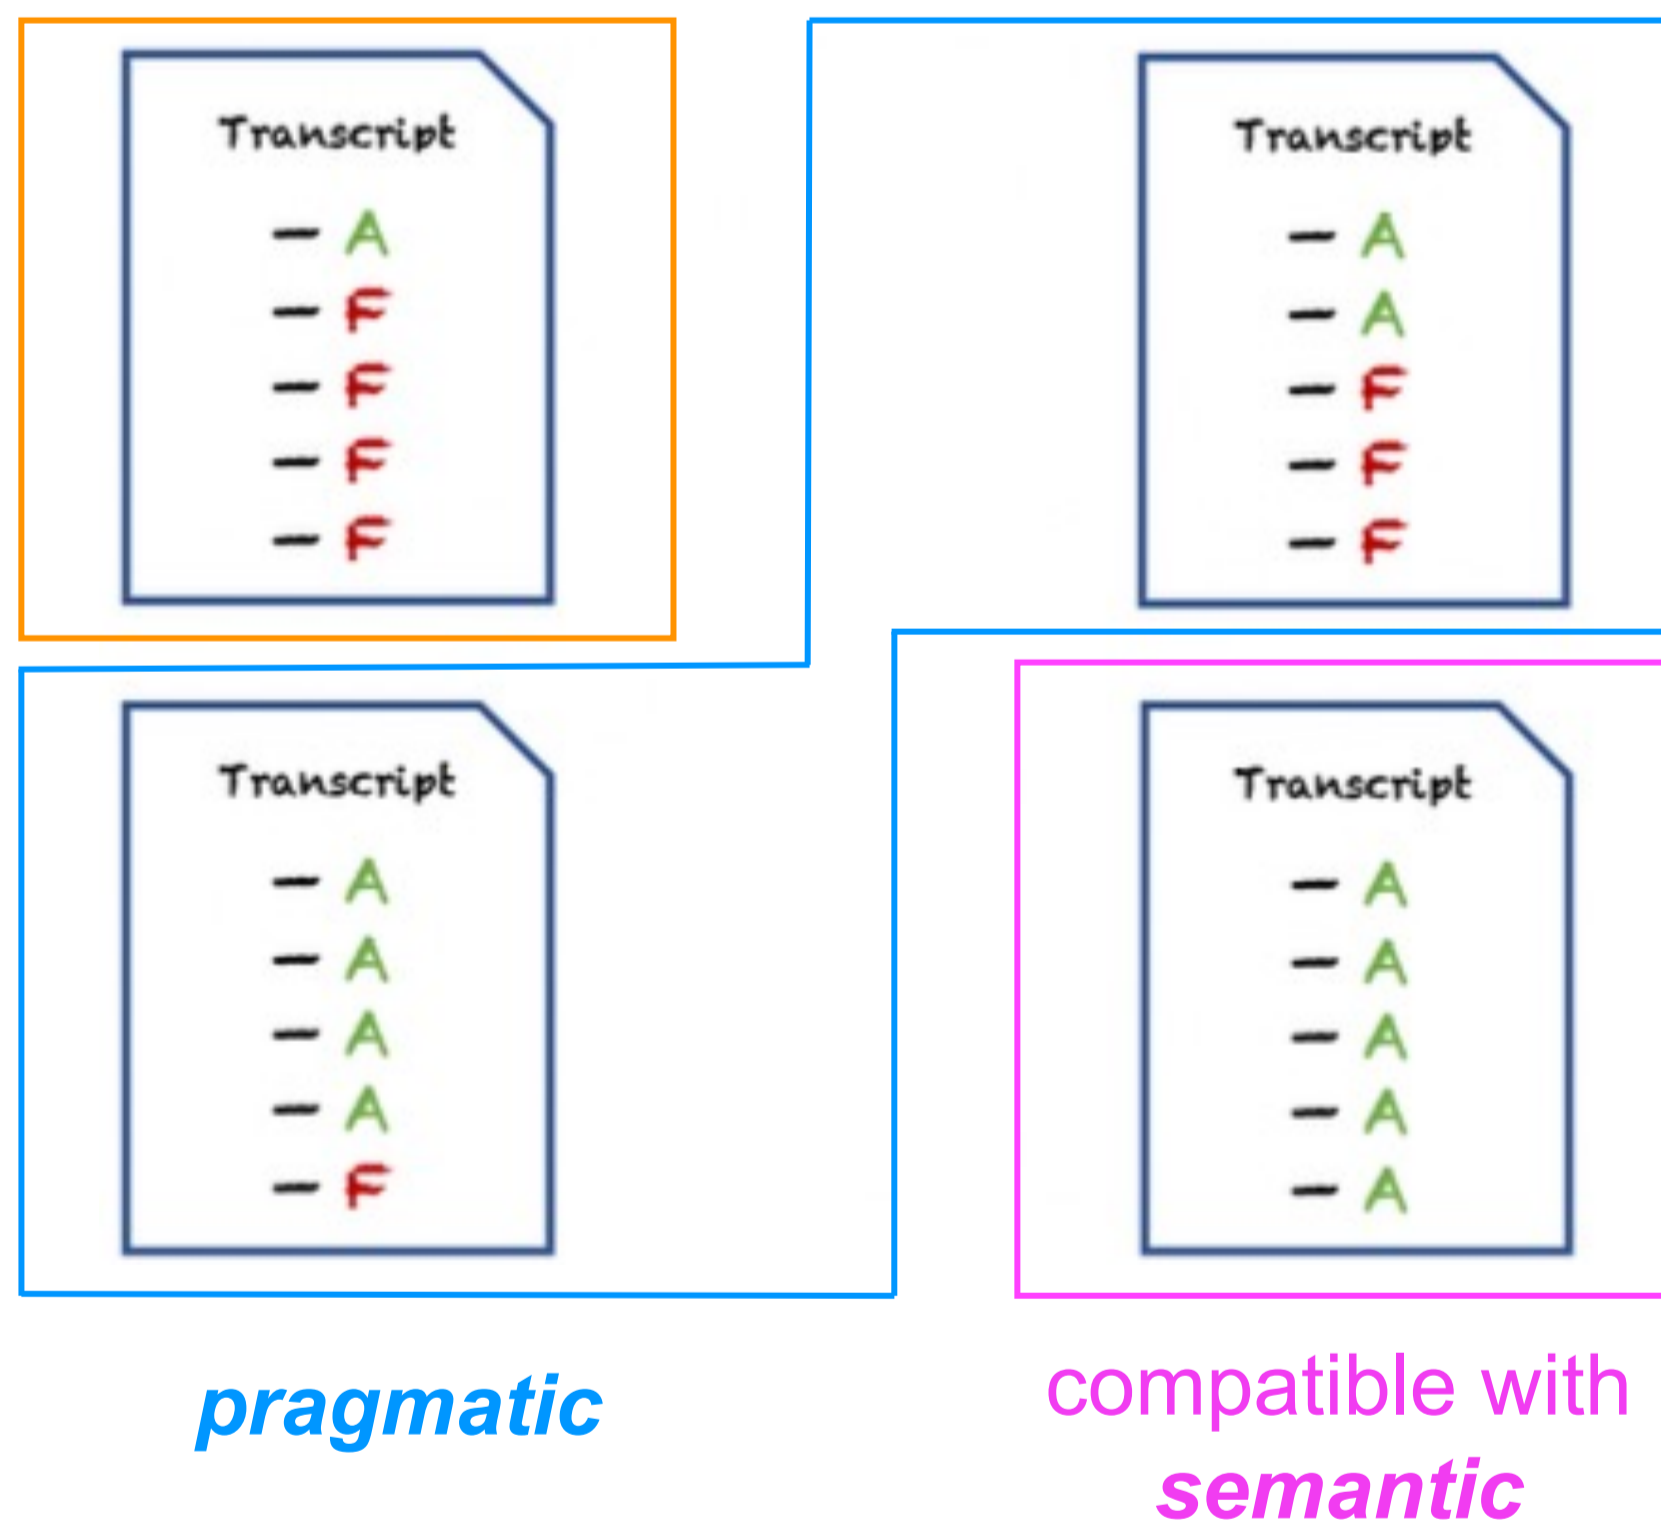 Transcript
- A
- F
- F
- F
- F
Transcript
- A
- A
- F
- F
- F
Transcript
- A
- A
- A
- A
- F
Transcript
- A
- A
- A
- A
- A
pragmatic
compatible with
semantic